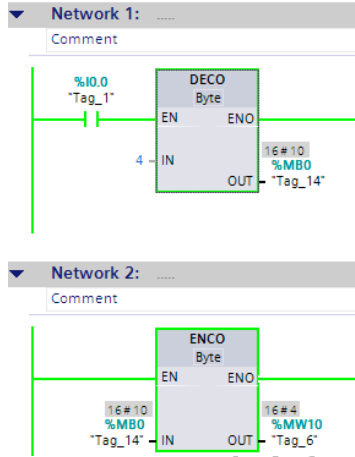 Network 1: .....
Comment
%I0.0
"Tag_1"
DECO
Byte
EN ENO
16#10
%MB0
4 IN
OUT "Tag_14"
Network 2: .....
Comment
ENCO
Byte
EN ENO
16#10 16#4
%MB0 %MW10
"Tag_14" IN OUT "Tag_6"